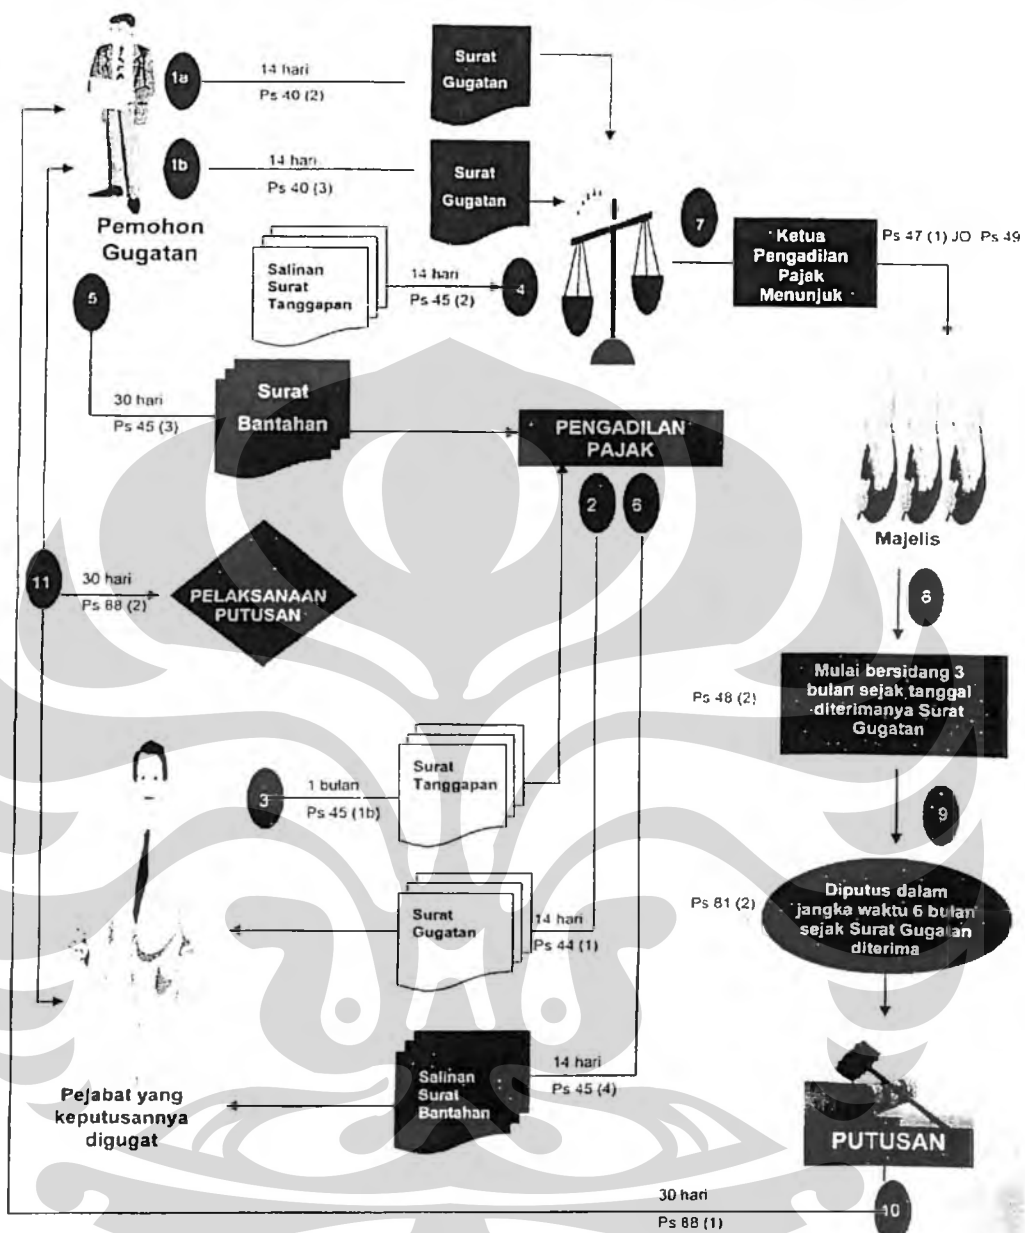 1a
14 hari
Ps 40 (2)
Surat
Gugatan
1b
14 hari
Ps 40 (3)
Surat
Gugatan
Pemohon
Gugatan
Salinan
Surat
Tanggapan
14 hari
Ps 45 (2)
4
7
Ketua
Pengadilan
Pajak
Menunjuk
Ps 47 (1) JO Ps 49
5
30 hari
Ps 45 (3)
Surat
Bantahan
PENGADILAN
PAJAK
2
6
Majelis
11
30 hari
Ps 88 (2)
PELAKSANAAN
PUTUSAN
8
Ps 48 (2)
Mulai bersidang 3
bulan sejak tanggal
diterimanya Surat
Gugatan
3
1 bulan
Ps 45 (1b)
Surat
Tanggapan
9
Surat
Gugatan
14 hari
Ps 44 (1)
Ps 81 (2)
Diputus dalam
jangka waktu 6 bulan
sejak Surat Gugatan
diterima
Salinan
Surat
Bantahan
14 hari
Ps 45 (4)
Pejabat yang
keputusannya
digugat
PUTUSAN
30 hari
Ps 88 (1)
10